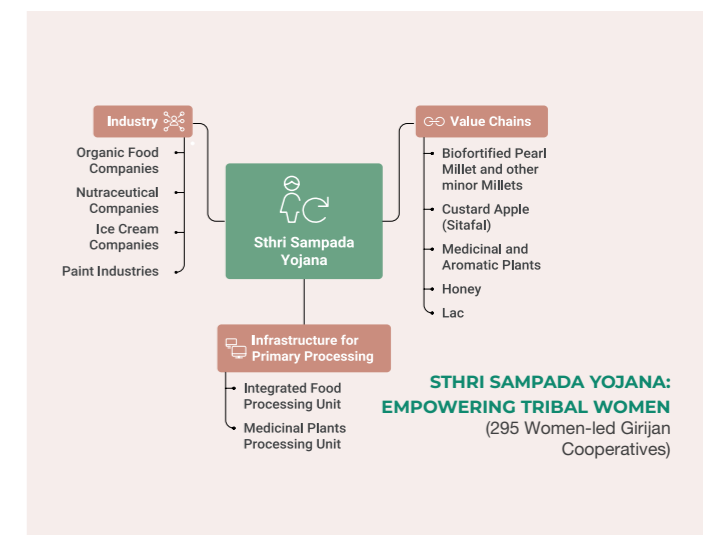 Industry
Organic Food
Companies
Nutraceutical
Companies
Ice Cream
Companies
Paint Industries
Sthri Sampada
Yojana
Value Chains
Biofortified Pearl
Millet and other
minor Millets
Custard Apple
(Sitafal)
Medicinal and
Aromatic Plants
Honey
Lac
Infrastructure for
Primary Processing
Integrated Food
Processing Unit
Medicinal Plants
Processing Unit
STHRI SAMPADA YOJANA:
EMPOWERING TRIBAL WOMEN
(295 Women-led Girijan
Cooperatives)